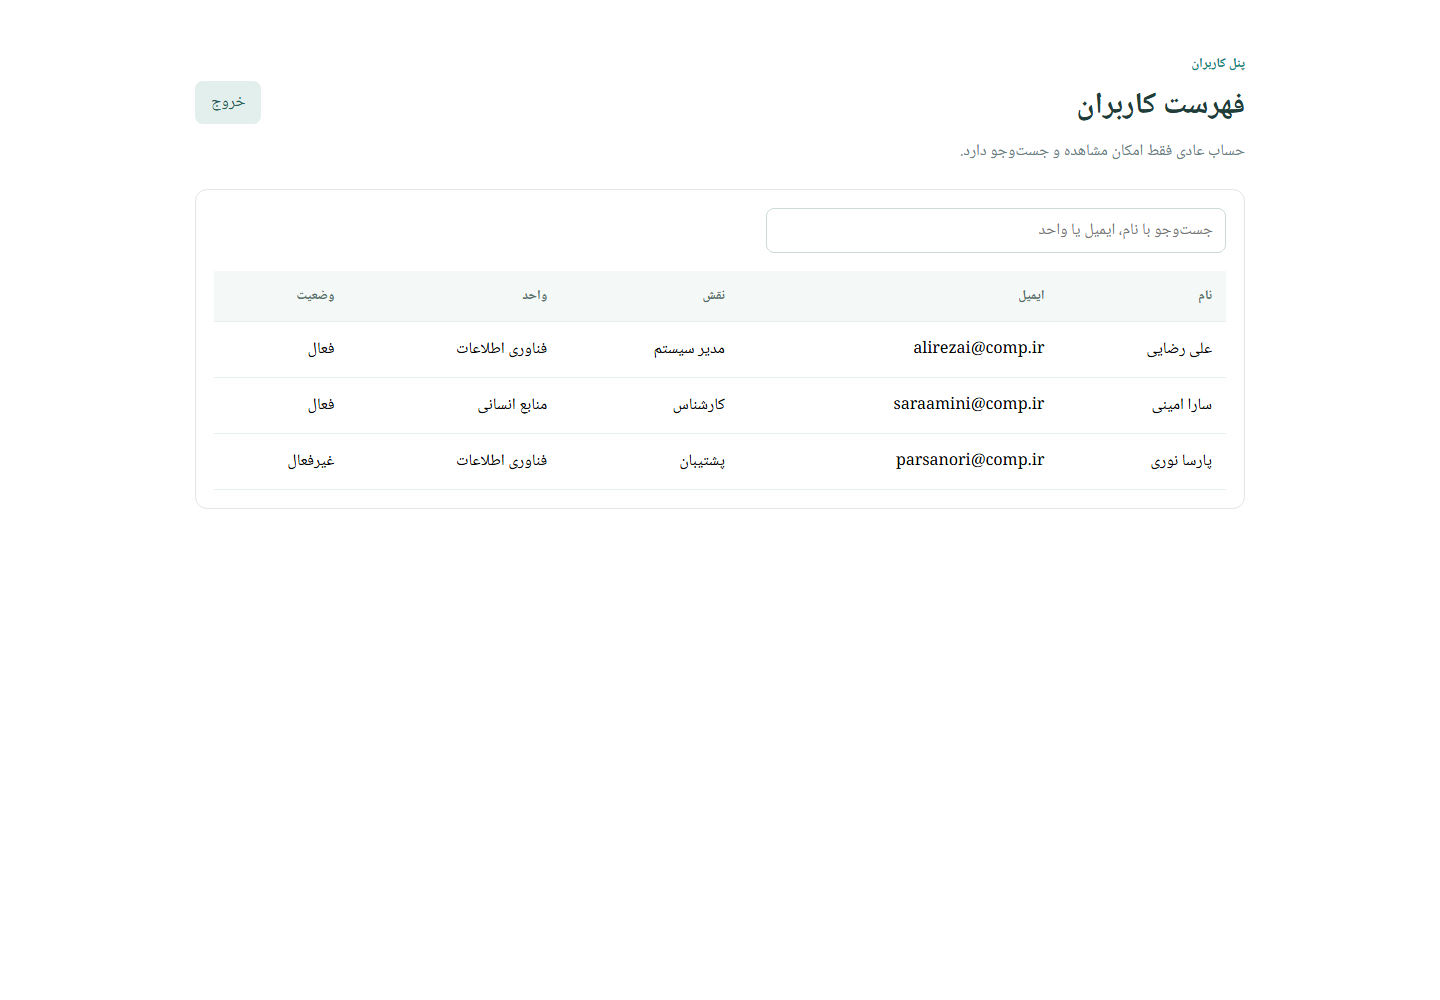 پنل کاربران
فهرست کاربران
خروج
حساب عادی فقط امکان مشاهده و جست‌وجو دارد.
جست‌وجو با نام، ایمیل یا واحد
نام ایمیل نقش واحد وضعیت
علی رضایی alirezai@comp.ir مدیر سیستم فناوری اطلاعات فعال
سارا امینی saraamini@comp.ir کارشناس منابع انسانی فعال
پارسا نوری parsanori@comp.ir پشتیبان فناوری اطلاعات غیرفعال